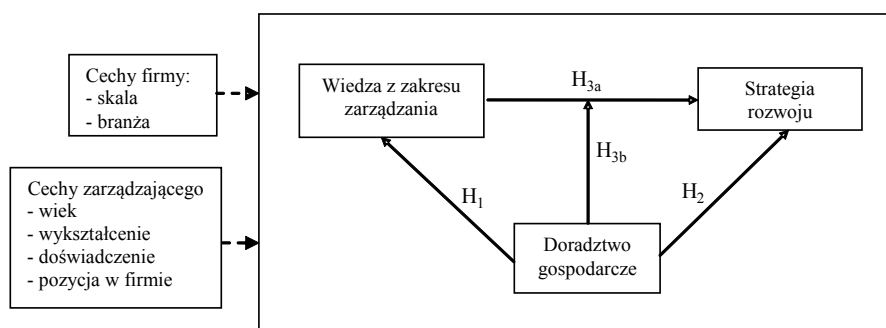 Cechy firmy:
- skala
- branża
Cechy zarządzającego
- wiek
- wykształcenie
- doświadczenie
- pozycja w firmie
Wiedza z zakresu
zarządzania
H3a
Strategia
rozwoju
H3b
H1
H2
Doradztwo
gospodarcze